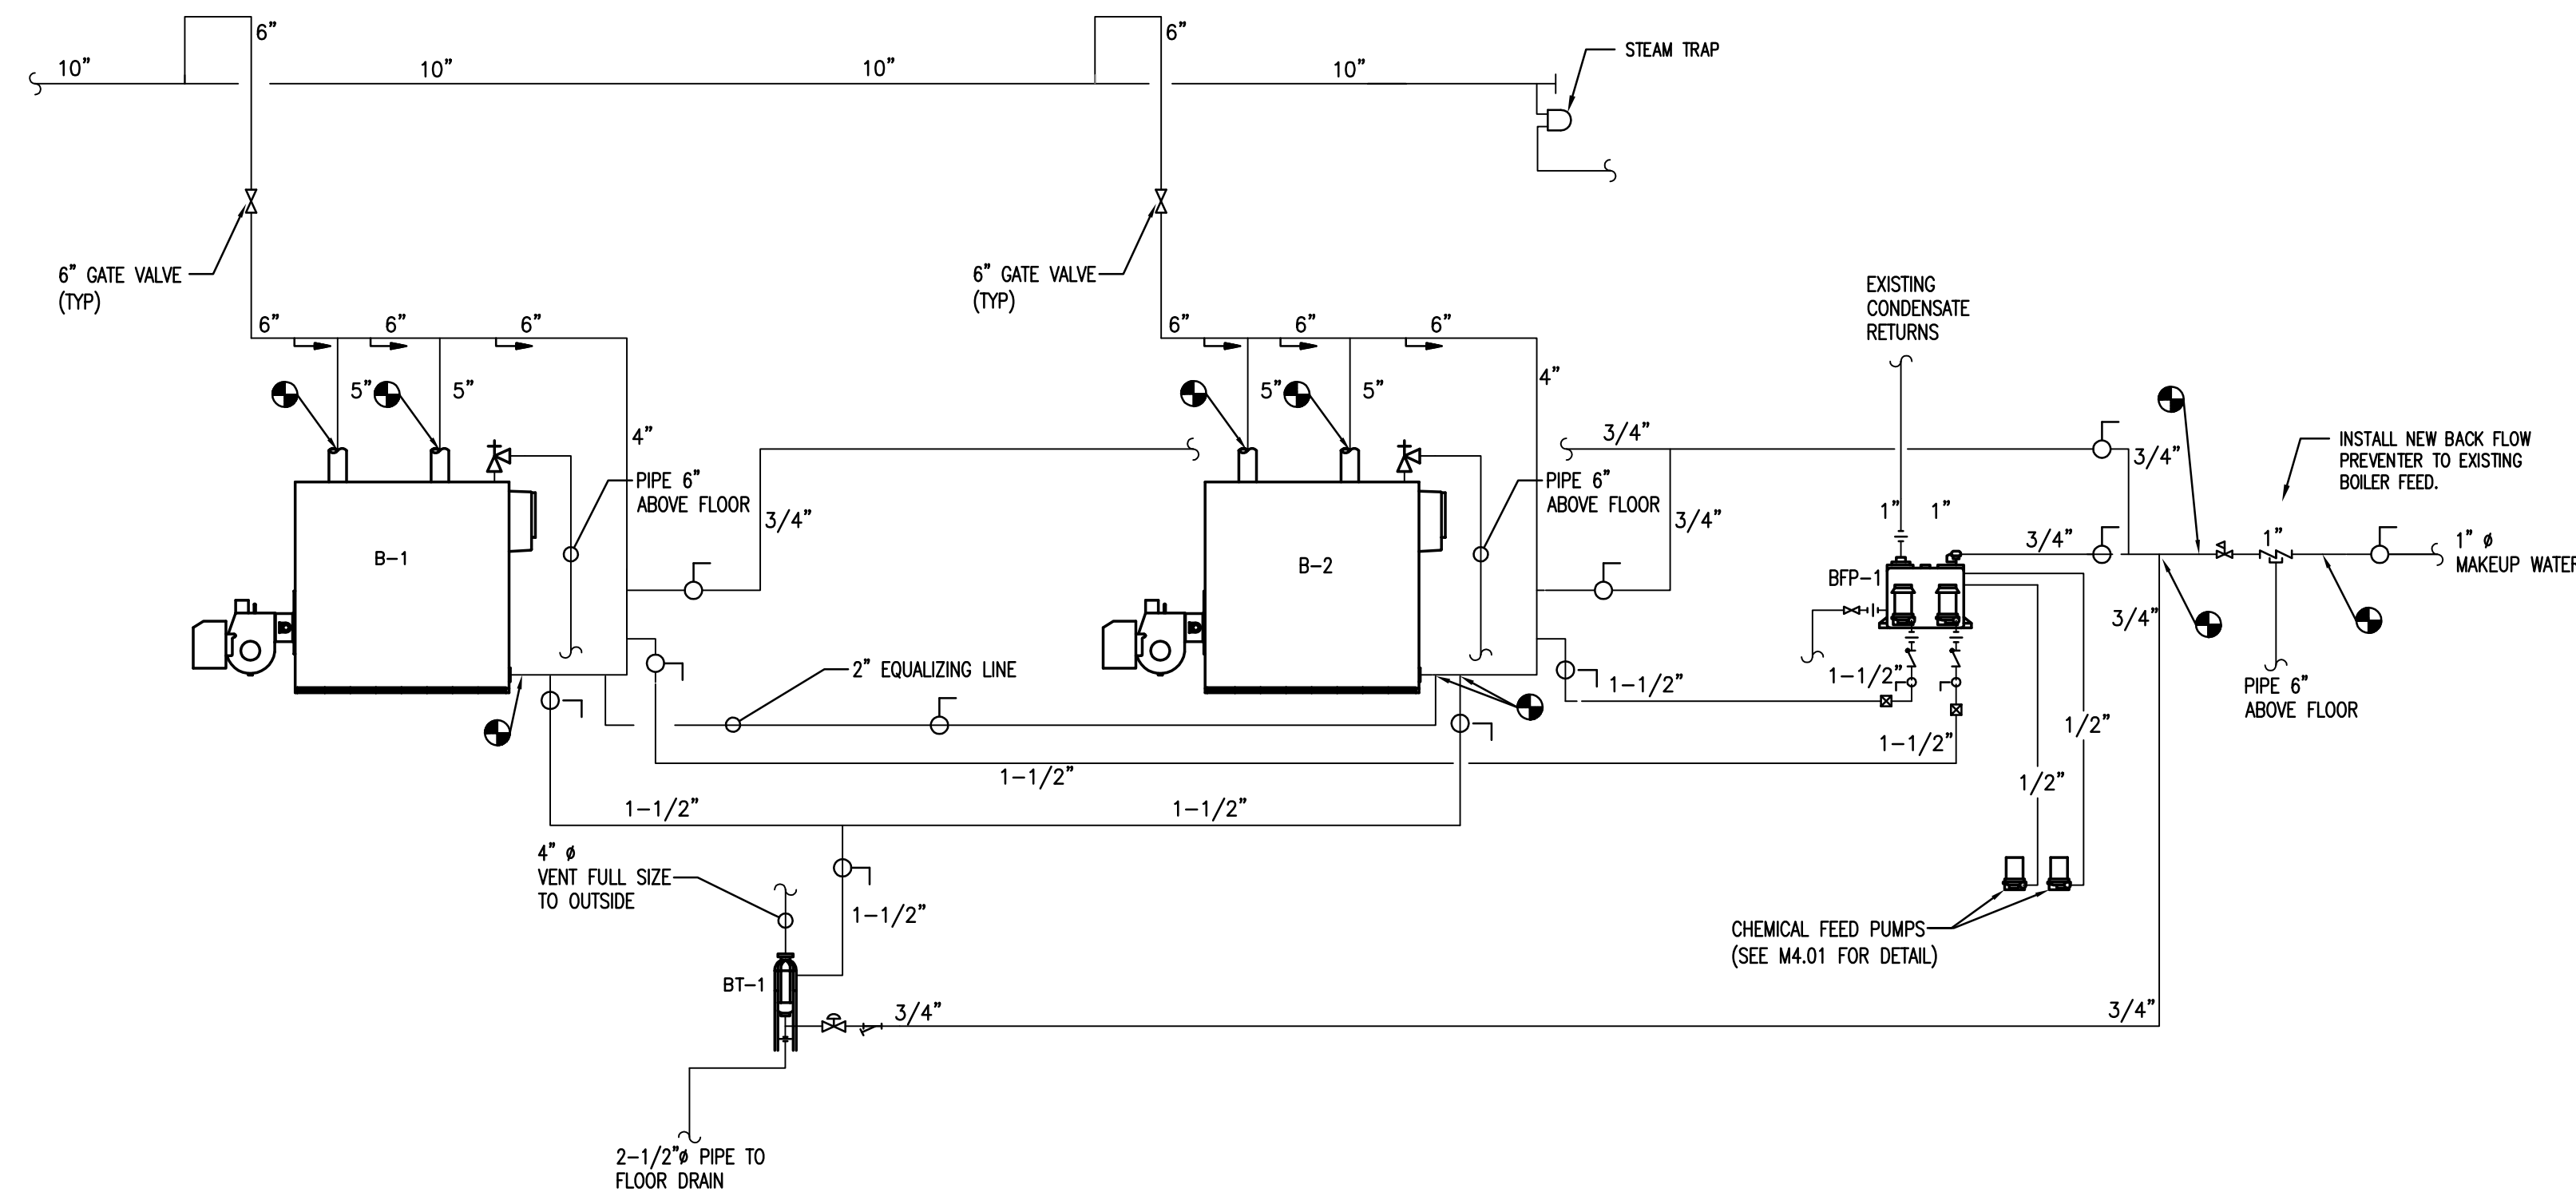 6”
6”
STEAM TRAP
10”
10”
10”
10”
6” GATE VALVE
(TYP)
6” GATE VALVE
(TYP)
EXISTING
CONDENSATE
RETURNS
6”
6”
6”
6”
6”
6”
5”
5”
5”
5”
4”
4”
3/4”
3/4”
INSTALL NEW BACK FLOW
PREVENTER TO EXISTING
BOILER FEED.
PIPE 6”
ABOVE FLOOR
PIPE 6”
ABOVE FLOOR
3/4”
3/4”
1”
1”
3/4”
1”
1” ø
MAKEUP WATER
B-1
B-2
BFP-1
3/4”
2” EQUALIZING LINE
1-1/2”
1-1/2”
PIPE 6”
ABOVE FLOOR
1-1/2”
1/2”
1-1/2”
1/2”
1-1/2”
1-1/2”
4” ø
VENT FULL SIZE
TO OUTSIDE
1-1/2”
CHEMICAL FEED PUMPS
(SEE M4.01 FOR DETAIL)
BT-1
3/4”
3/4”
2-1/2”ø PIPE TO
FLOOR DRAIN